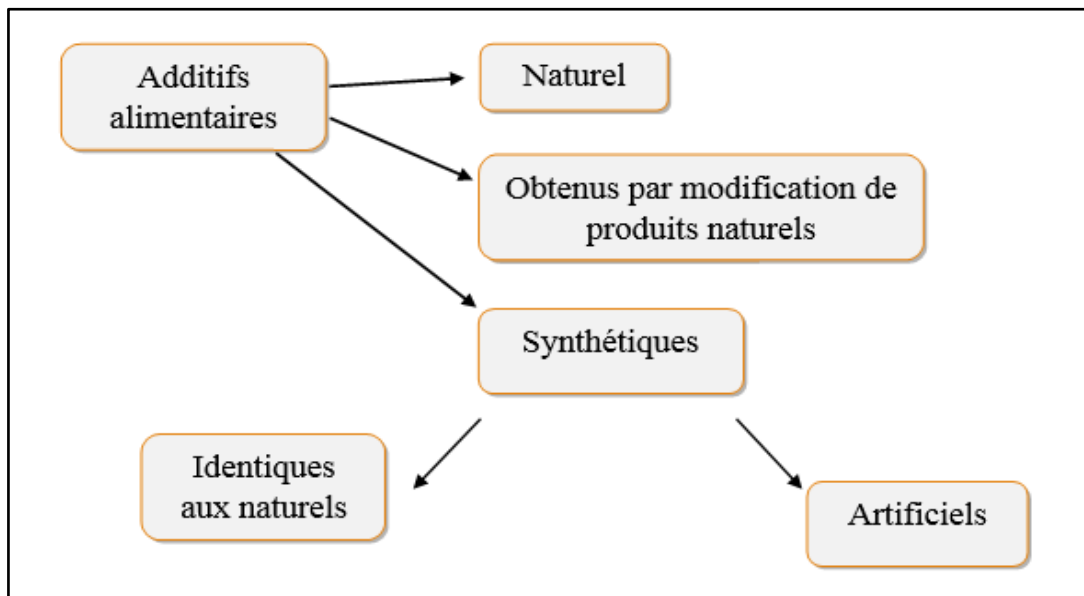 Additifs
alimentaires
Naturel
Obtenus par modification de
produits naturels
Synthétiques
Identiques
aux naturels
Artificiels